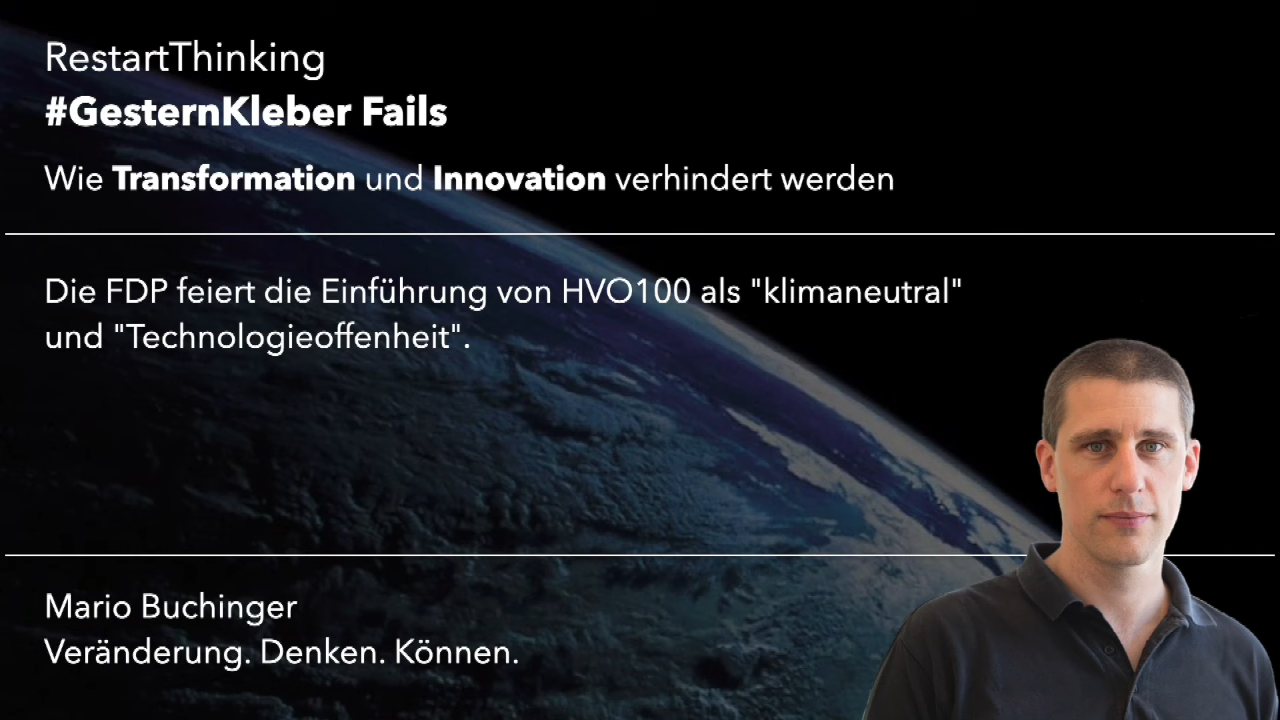 RestartThinking
#GesternKleber Fails
Wie Transformation und Innovation verhindert werden
Die FDP feiert die Einführung von HVO100 als "klimaneutral"
und "Technologieoffenheit".
Mario Buchinger
Veränderung. Denken. Können.